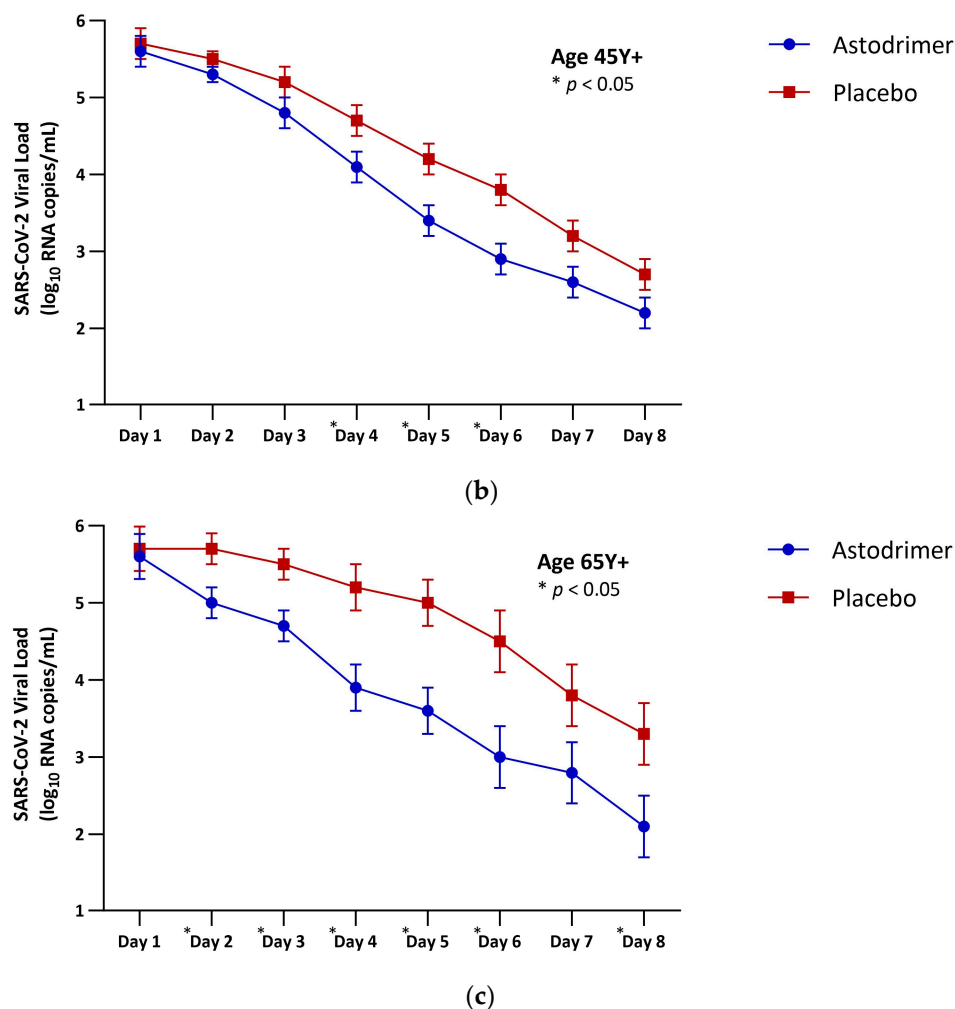 6
5
4
3
2
1
SARS-CoV-2 Viral Load
(log₁₀ RNA copies/mL)
Age 45Y+
* p < 0.05
Astodrimer
Placebo
Day 1 Day 2 Day 3 *Day 4 *Day 5 *Day 6 Day 7 Day 8
(b)
6
5
4
3
2
1
SARS-CoV-2 Viral Load
(log₁₀ RNA copies/mL)
Age 65Y+
* p < 0.05
Astodrimer
Placebo
Day 1 *Day 2 *Day 3 *Day 4 *Day 5 *Day 6 Day 7 *Day 8
(c)